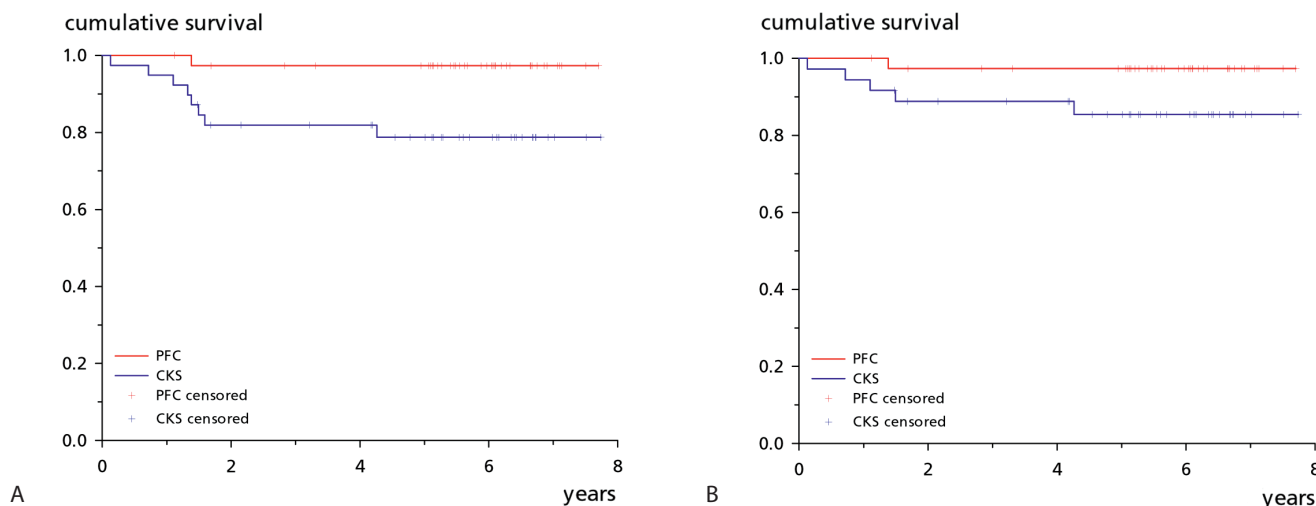 cumulative survival
1.0
0.8
0.6
0.4
0.2
0.0
PFC
CKS
PFC censored
CKS censored
0 2 4 6 8
years
A
cumulative survival
1.0
0.8
0.6
0.4
0.2
0.0
PFC
CKS
PFC censored
CKS censored
0 2 4 6 8
years
B